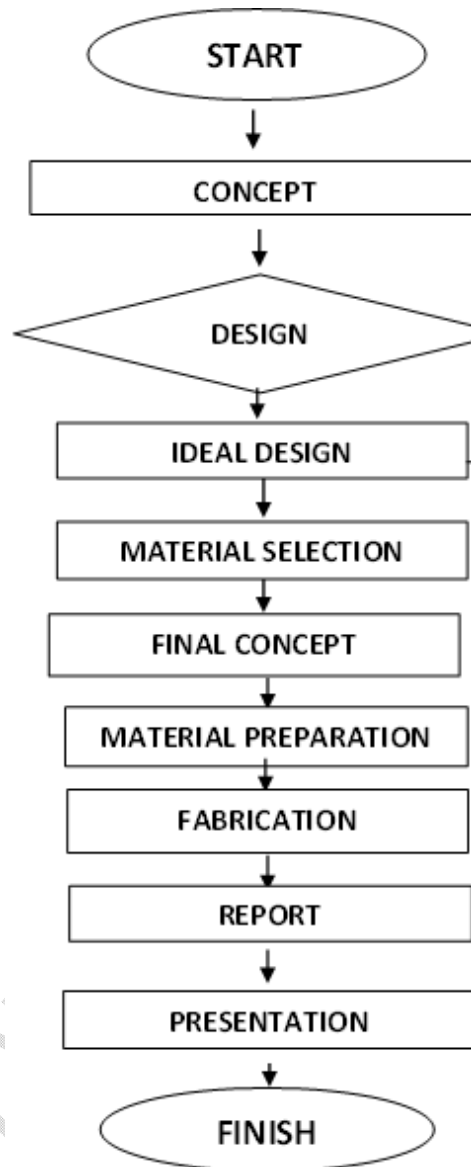 START
CONCEPT
DESIGN
IDEAL DESIGN
MATERIAL SELECTION
FINAL CONCEPT
MATERIAL PREPARATION
FABRICATION
REPORT
PRESENTATION
FINISH